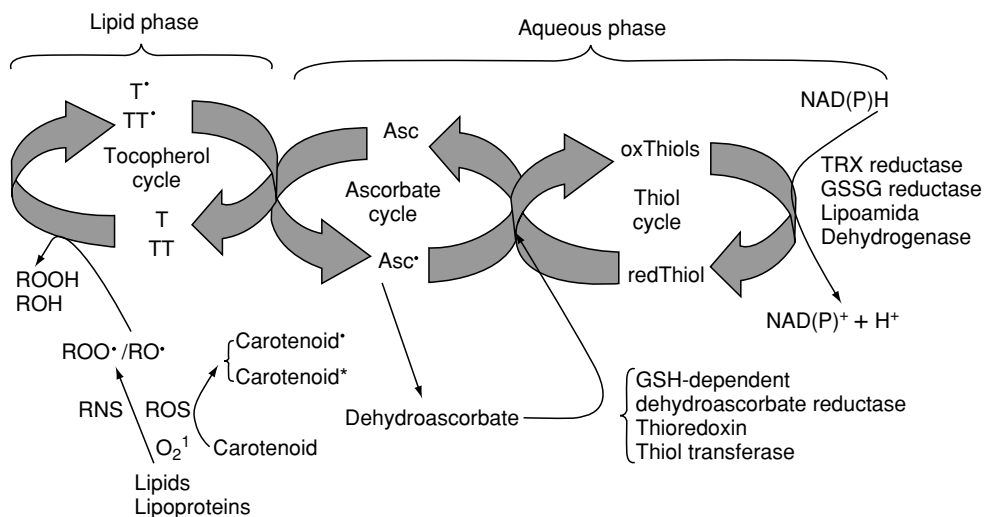 Lipid phase
Aqueous phase
T•
TT•
Tocopherol
cycle
T
TT
ROOH
ROH
ROO• /RO•
RNS ROS
O₂¹
Lipids
Lipoproteins
Carotenoid•
Carotenoid*
Carotenoid
Asc
Ascorbate
cycle
Asc•
Dehydroascorbate
oxThiols
Thiol
cycle
redThiol
NAD(P)H
TRX reductase
GSSG reductase
Lipoamida
Dehydrogenase
NAD(P)⁺ + H⁺
GSH-dependent
dehydroascorbate reductase
Thioredoxin
Thiol transferase